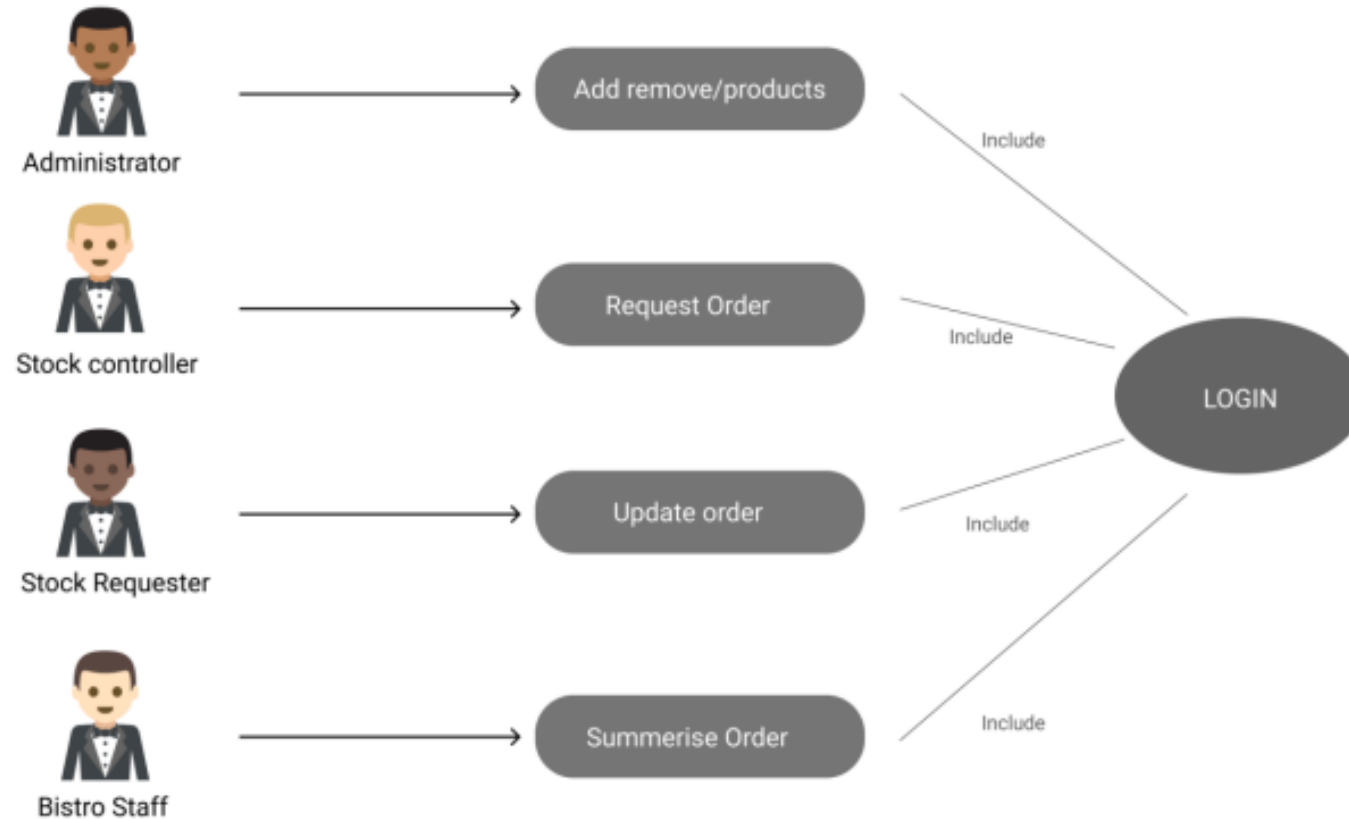 Add remove/products
Include
Administrator
Request Order
Include
Stock controller
LOGIN
Update order
Include
Stock Requester
Include
Summerise Order
Bistro Staff